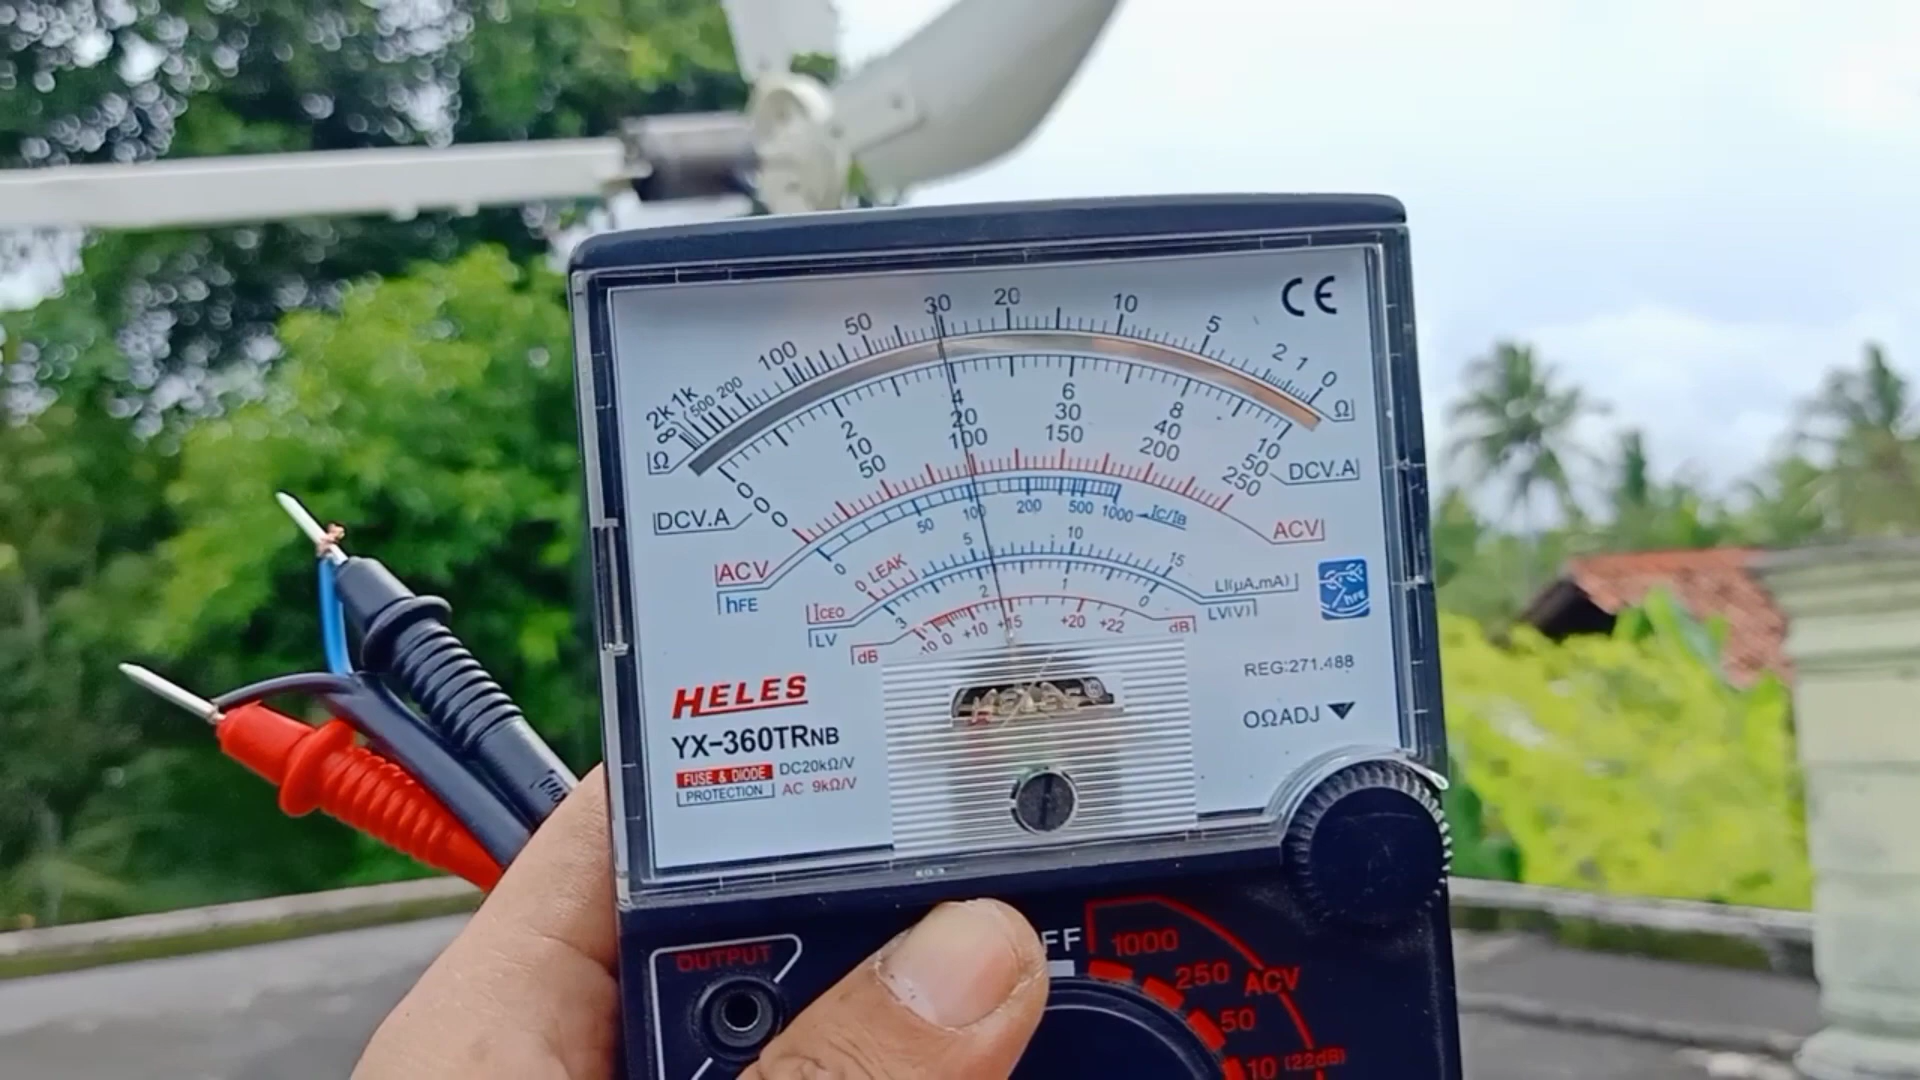 CE
2k 1k 500 200 100 50 30 20 10 5 2 1 0
∞
Ω Ω
0 2 4 6 8 10
0 10 20 30 40 50
0 50 100 150 200 250
DCV.A DCV.A
ACV ACV
hFE 0 50 100 200 500 1000 Ic/IB
ICEO 0 LEAK 5 10 15 LI(μA,mA)
LV 3 2 1 0 LV(V)
dB -10 0 +10 +15 +20 +22 dB
hFE
HELES
YX-360TRNB
FUSE & DIODE DC20kΩ/V
PROTECTION AC 9kΩ/V
REG:271.488
0ΩADJ
OUTPUT
FF
1000
250 ACV
50
10 (22dB)